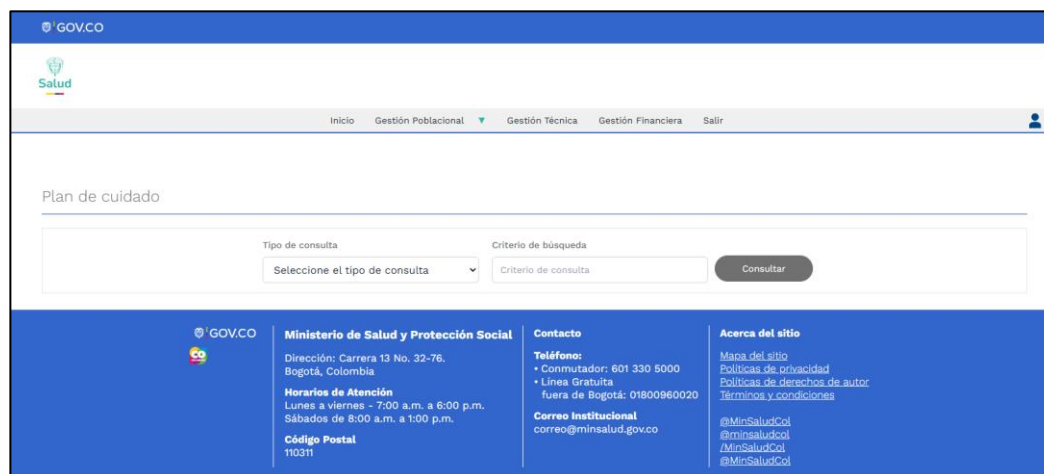 GOV.CO
Salud
Inicio Gestión Poblacional ▼ Gestión Técnica Gestión Financiera Salir
Plan de cuidado
Tipo de consulta
Seleccione el tipo de consulta
Criterio de búsqueda
Criterio de consulta
Consultar
GOV.CO
CO
Ministerio de Salud y Protección Social
Dirección: Carrera 13 No. 32-76.
Bogotá, Colombia
Horarios de Atención
Lunes a viernes - 7:00 a.m. a 6:00 p.m.
Sábados de 8:00 a.m. a 1:00 p.m.
Código Postal
110311
Contacto
Teléfono:
• Conmutador: 601 330 5000
• Línea Gratuita
fuera de Bogotá: 01800960020
Correo Institucional
correo@minsalud.gov.co
Acerca del sitio
Mapa del sitio
Políticas de privacidad
Políticas de derechos de autor
Términos y condiciones
@MinSaludCol
@minsaludcol
/MinSaludCol
@MinSaludCol